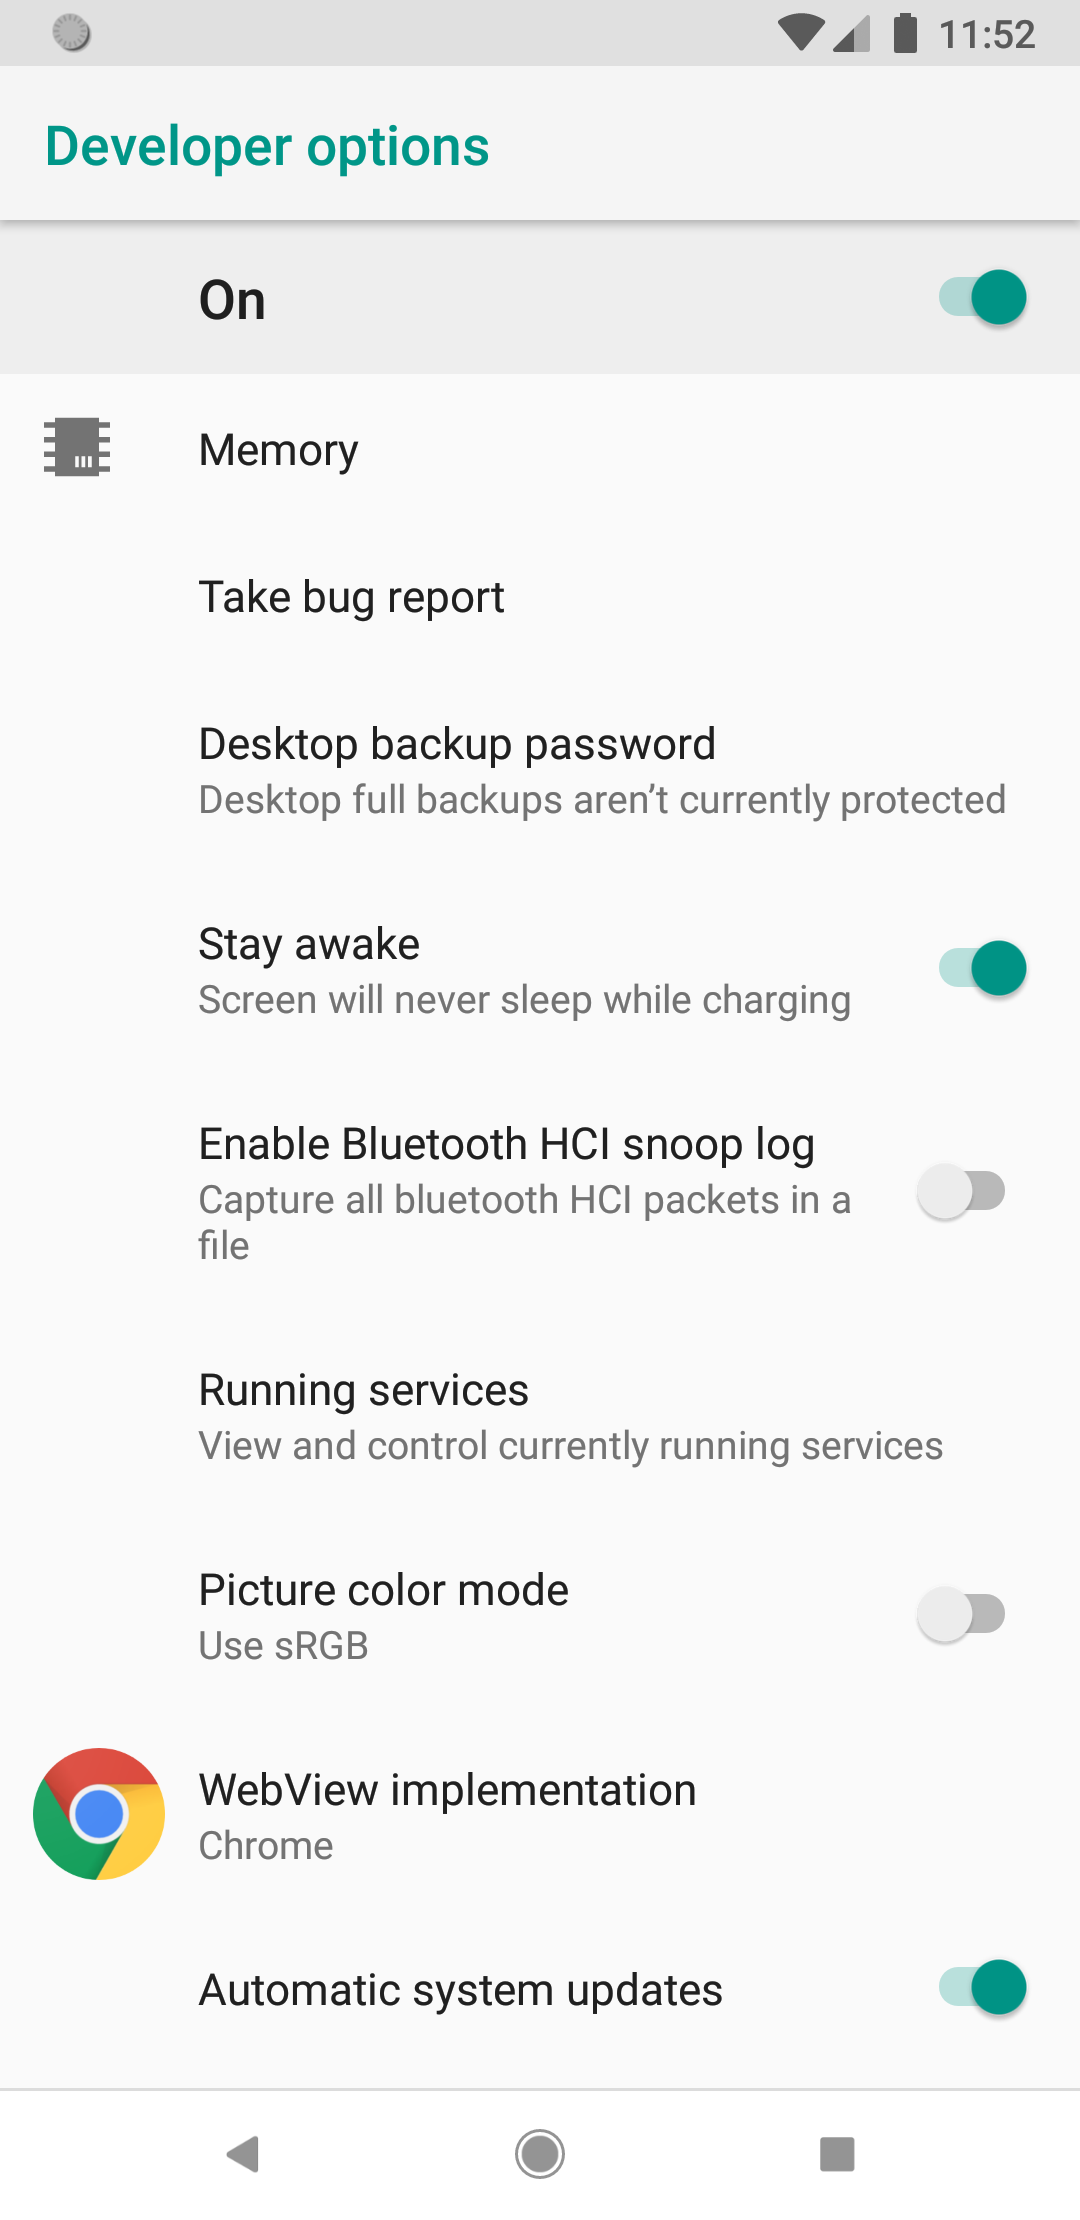 11:52
Developer options
On
Memory
Take bug report
Desktop backup password
Desktop full backups aren’t currently protected
Stay awake
Screen will never sleep while charging
Enable Bluetooth HCI snoop log
Capture all bluetooth HCI packets in a
file
Running services
View and control currently running services
Picture color mode
Use sRGB
WebView implementation
Chrome
Automatic system updates